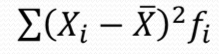 ∑(Xᵢ − X̄)²fᵢ